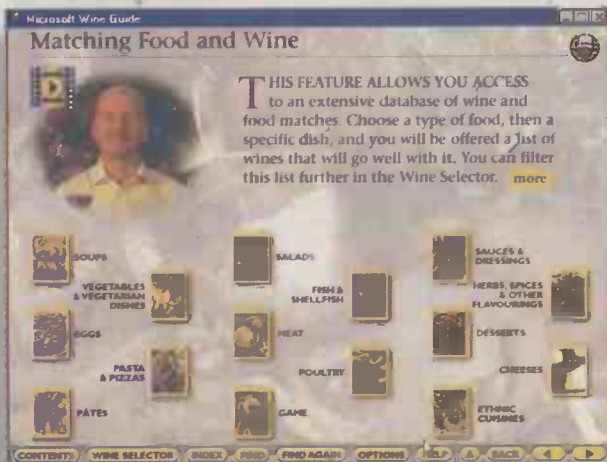 Microsoft Wine Guide
Matching Food and Wine
THIS FEATURE ALLOWS YOU ACCESS
to an extensive database of wine and
food matches. Choose a type of food, then a
specific dish, and you will be offered a list of
wines that will go well with it. You can filter
this list further in the Wine Selector. more
SOUPS
VEGETABLES
& VEGETARIAN
DISHES
EGGS
PASTA
& PIZZAS
PÂTÉS
SALADS
FISH &
SHELLFISH
MEAT
POULTRY
GAME
SAUCES &
DRESSINGS
HERBS, SPICES
& OTHER
FLAVOURINGS
DESSERTS
CHEESES
ETHNIC
CUISINES
CONTENTS WINE SELECTOR INDEX FIND FIND AGAIN OPTIONS HELP BACK